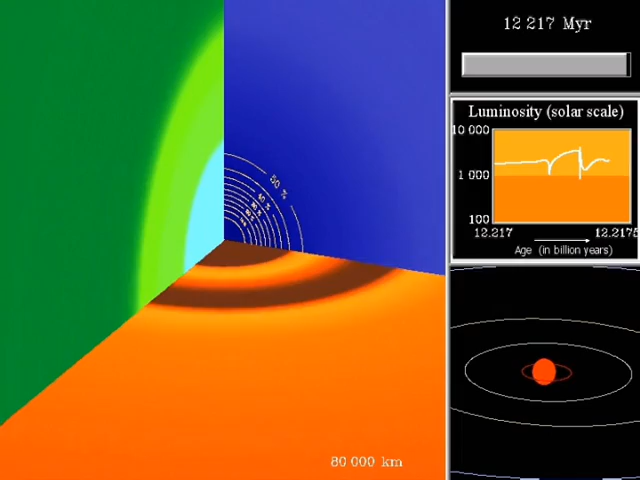 12 217 Myr
Luminosity (solar scale)
10 000
1 000
100
12.217
12.2175
Age (in billion years)
50 %
80 000 km